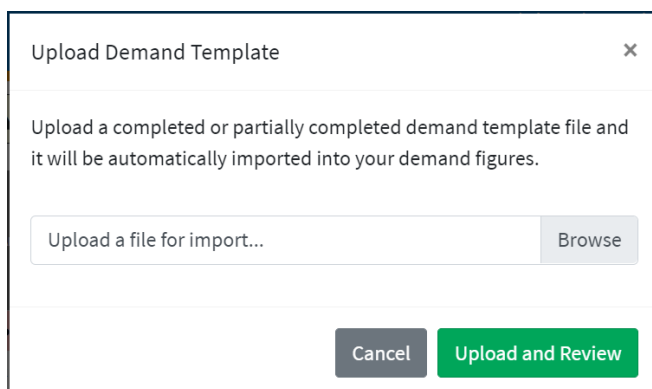 Upload Demand Template ×
Upload a completed or partially completed demand template file and
it will be automatically imported into your demand figures.
Upload a file for import... Browse
Cancel Upload and Review